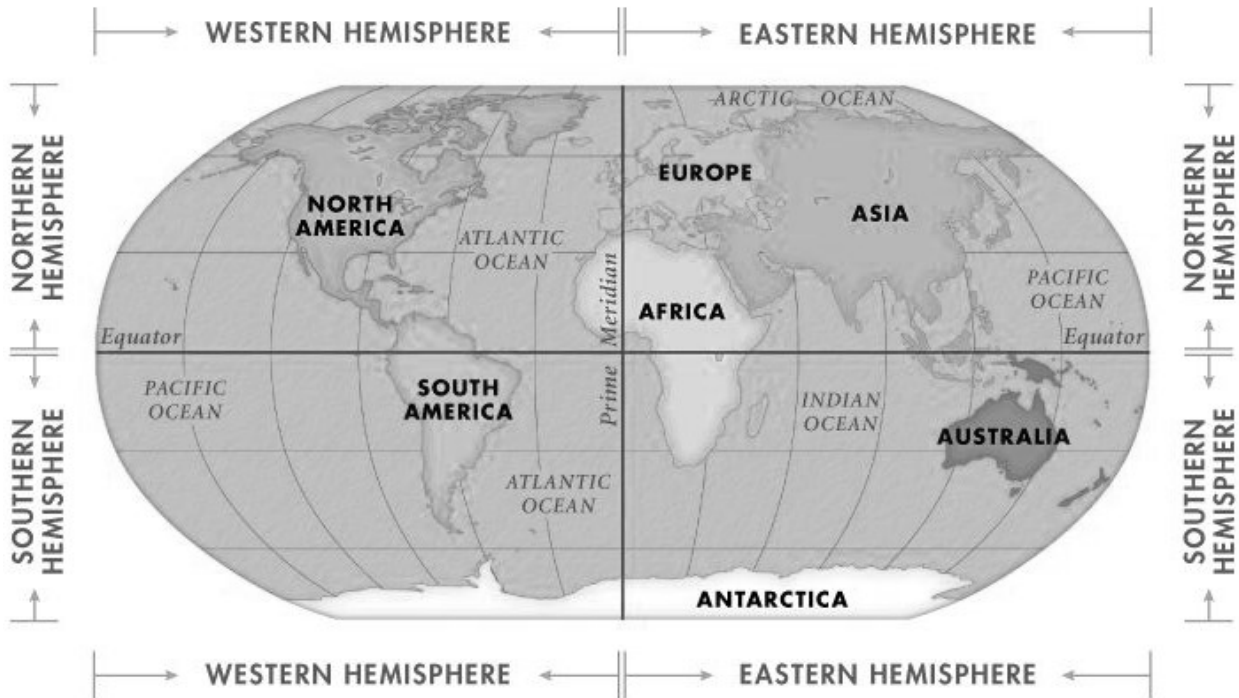 WESTERN HEMISPHERE
EASTERN HEMISPHERE
NORTHERN
HEMISPHERE
ARCTIC OCEAN
NORTHERN
HEMISPHERE
EUROPE
NORTH
AMERICA
ASIA
ATLANTIC
OCEAN
PACIFIC
OCEAN
AFRICA
Meridian
Equator
Equator
Prime
PACIFIC
OCEAN
SOUTH
AMERICA
INDIAN
OCEAN
AUSTRALIA
SOUTHERN
HEMISPHERE
ATLANTIC
OCEAN
SOUTHERN
HEMISPHERE
ANTARCTICA
WESTERN HEMISPHERE
EASTERN HEMISPHERE